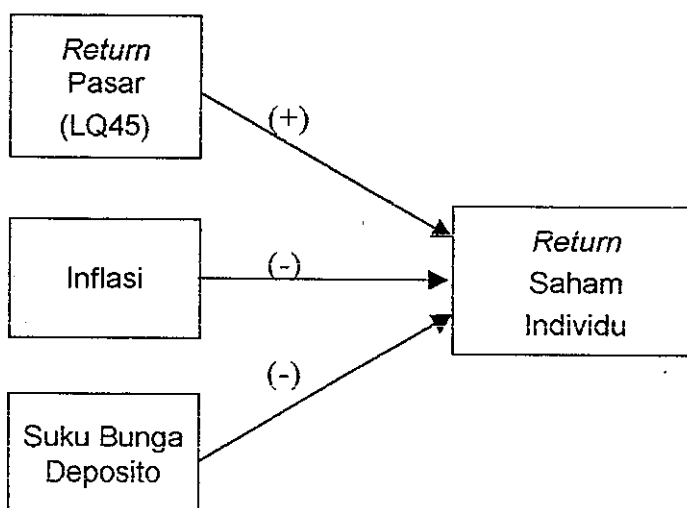 Return
Pasar
(LQ45)
(+)
Inflasi
(-)
Return
Saham
Individu
(-)
Suku Bunga
Deposito